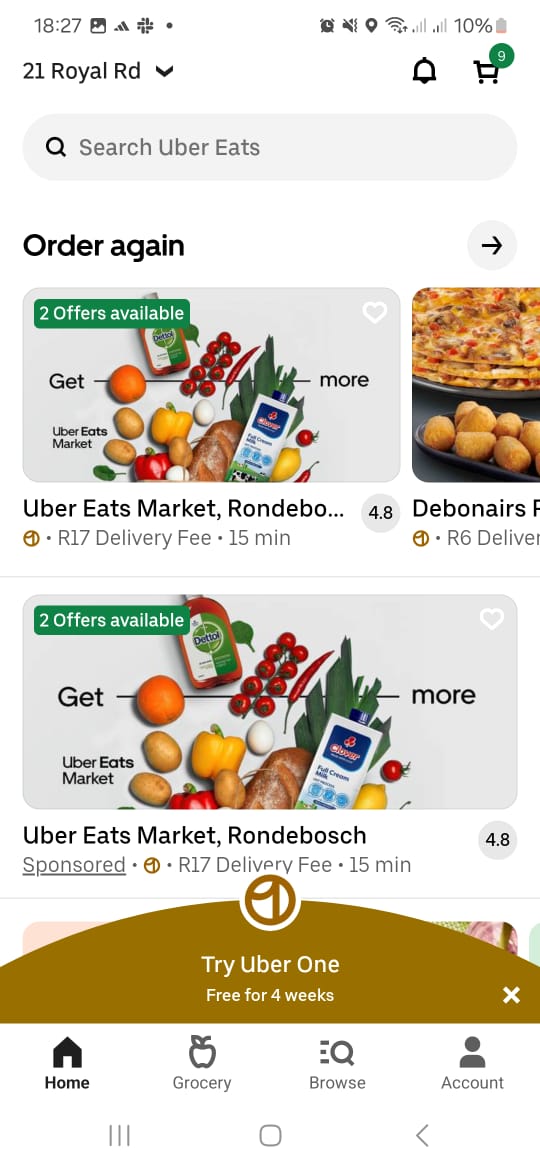 18:27
10%
21 Royal Rd
9
Search Uber Eats
Order again
2 Offers available
Dettol
Get
more
Uber Eats
Market
Clover
Full Cream
Milk
Uber Eats Market, Rondebo...
4.8
• R17 Delivery Fee • 15 min
Debonairs
• R6
2 Offers available
Dettol
Get
more
Uber Eats
Market
Clover
Full Cream
Milk
Uber Eats Market, Rondebosch
4.8
Sponsored • • R17 Delivery Fee • 15 min
Try Uber One
Free for 4 weeks
Home
Grocery
Browse
Account